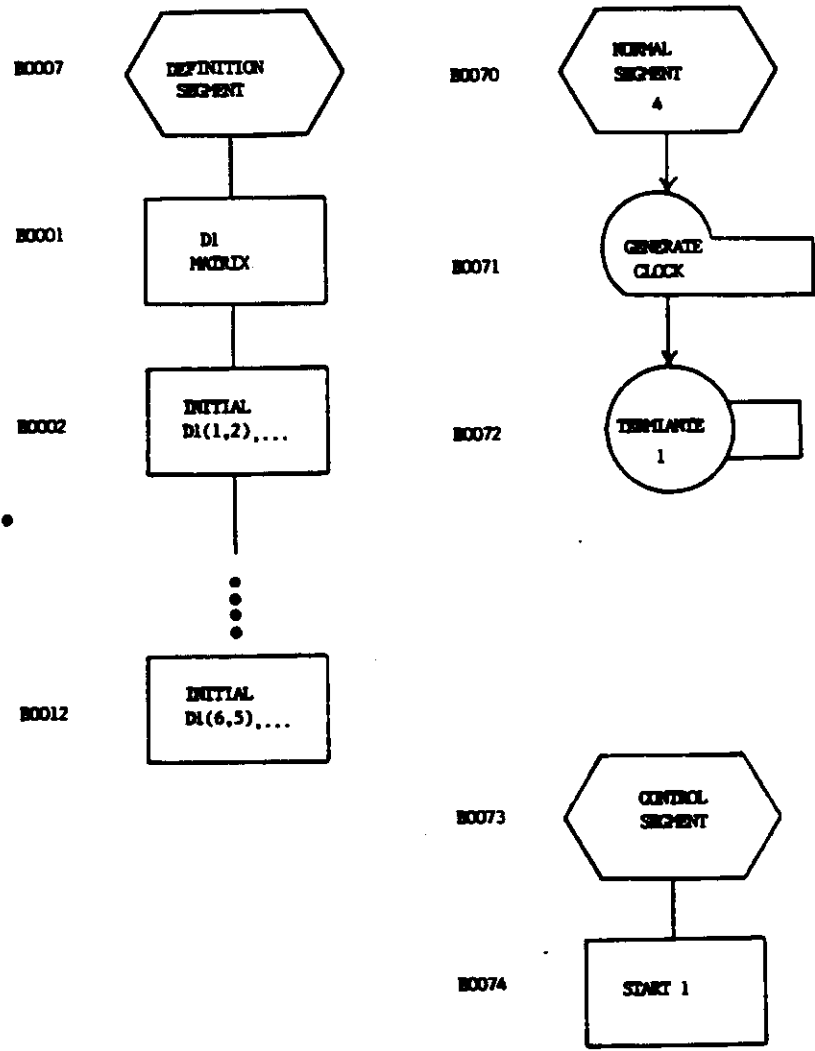 B0007
DEFINITION
SEGMENT
B0001
D1
MATRIX
B0002
INITIAL
D1(1,2),...
B0012
INITIAL
D1(6,5),...
B0070
NORMAL
SEGMENT
4
B0071
GENERATE
CLOCK
B0072
TERMIANTE
1
B0073
CONTROL
SEGMENT
B0074
START 1